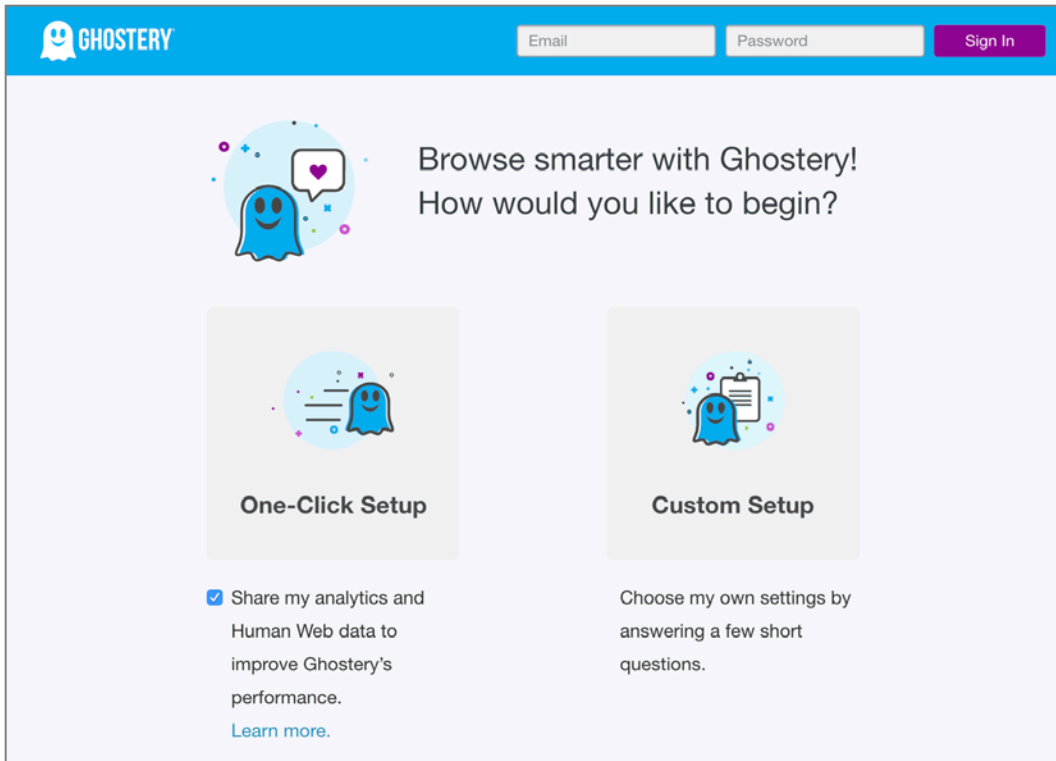 GHOSTERY
Email
Password
Sign In
Browse smarter with Ghostery!
How would you like to begin?
One-Click Setup
Share my analytics and
Human Web data to
improve Ghostery's
performance.
Learn more.
Custom Setup
Choose my own settings by
answering a few short
questions.